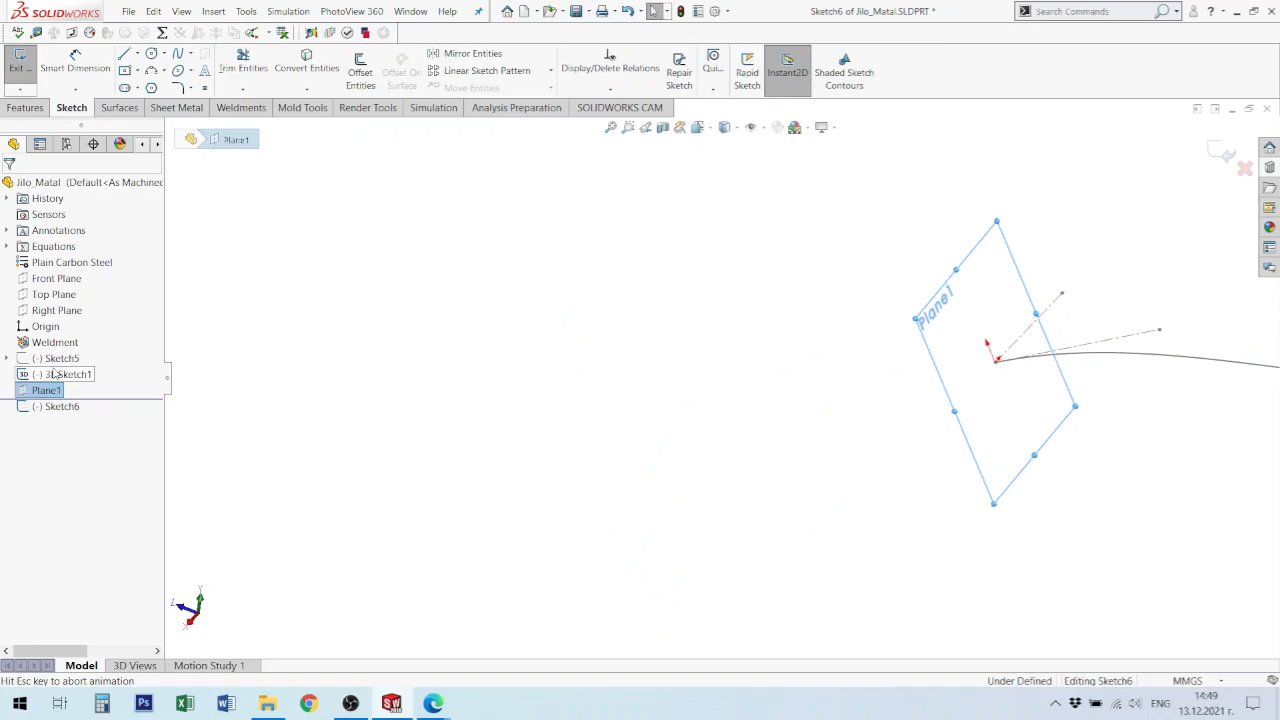 SOLIDWORKS File Edit View Insert Tools Simulation PhotoView 360 Window Help Sketch6 of Jilo_Matal.SLDPRT * Search Commands
Exit ... Smart Dimension Trim Entities Convert Entities Offset Entities Offset On Surface Mirror Entities Display/Delete Relations Repair Sketch Qui... Rapid Sketch Instant2D Shaded Sketch Contours
Linear Sketch Pattern
Move Entities
Features Sketch Surfaces Sheet Metal Weldments Mold Tools Render Tools Simulation Analysis Preparation SOLIDWORKS CAM
Plane1
Jilo_Matal (Default<As Machined
History
Sensors
Annotations
Equations
Plain Carbon Steel
Front Plane
Top Plane
Right Plane
Origin
Weldment
(-) Sketch5
3D (-) 3DSketch1
Plane1
(-) Sketch6
Plane1
Y
Z
X
Model 3D Views Motion Study 1
Hit Esc key to abort animation Under Defined Editing Sketch6 MMGS
ENG
14:49
13.12.2021 г.